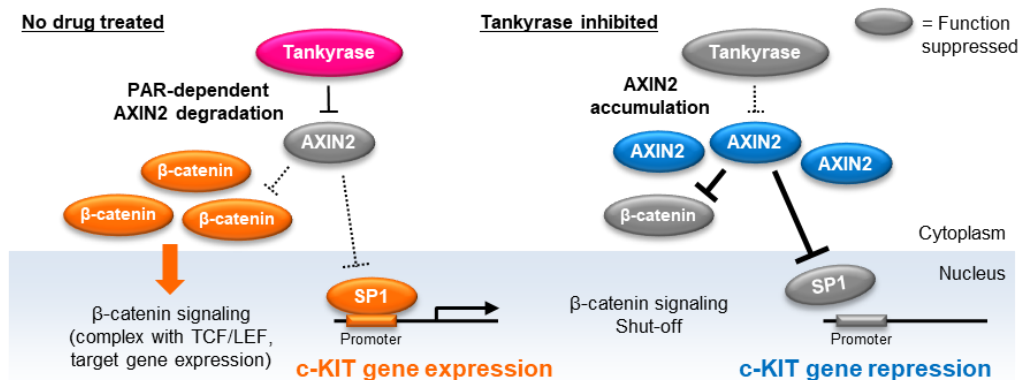 No drug treated
Tankyrase
PAR-dependent
AXIN2 degradation
AXIN2
β-catenin
β-catenin
β-catenin
β-catenin signaling
(complex with TCF/LEF,
target gene expression)
SP1
Promoter
c-KIT gene expression
Tankyrase inhibited
= Function
suppressed
Tankyrase
AXIN2
accumulation
AXIN2
AXIN2
AXIN2
β-catenin
Cytoplasm
Nucleus
β-catenin signaling
Shut-off
SP1
Promoter
c-KIT gene repression